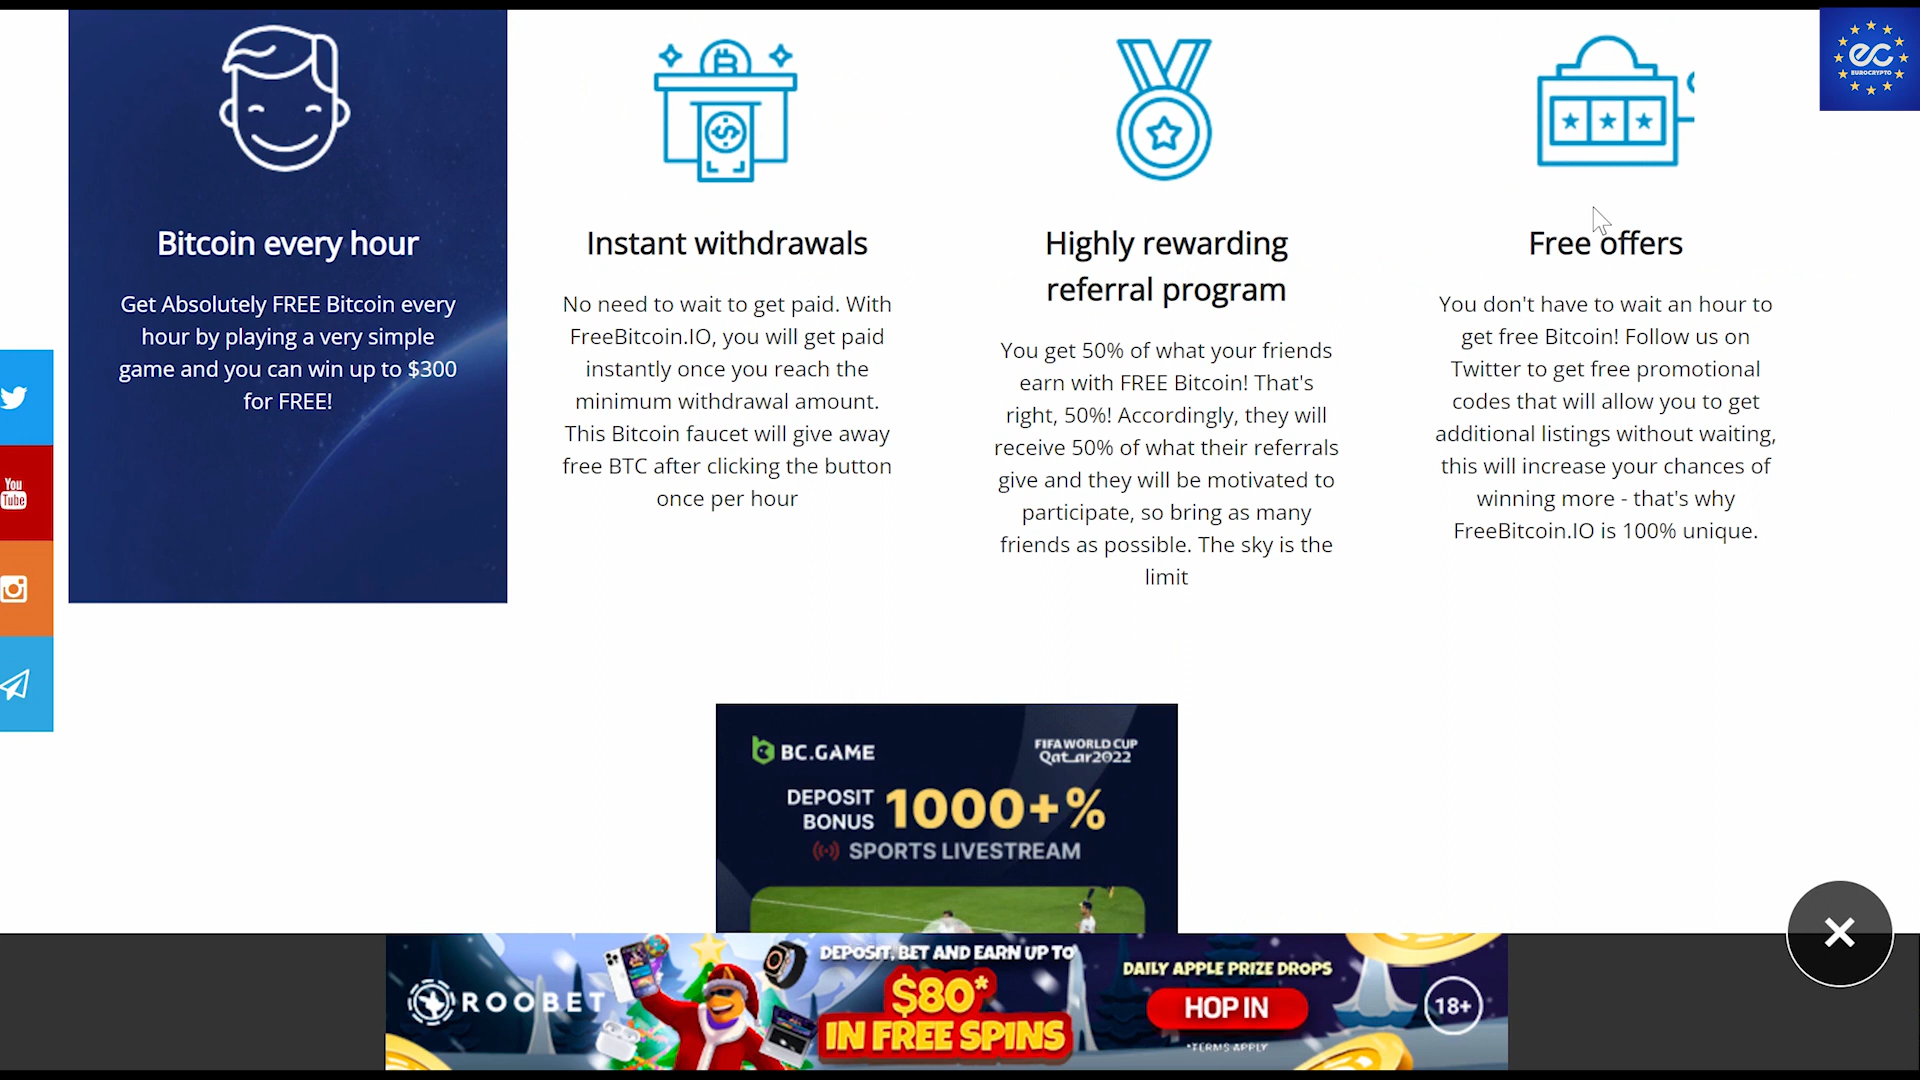 ec
EUROCRYPTO
Bitcoin every hour
Get Absolutely FREE Bitcoin every
hour by playing a very simple
game and you can win up to $300
for FREE!
Instant withdrawals
No need to wait to get paid. With
FreeBitcoin.IO, you will get paid
instantly once you reach the
minimum withdrawal amount.
This Bitcoin faucet will give away
free BTC after clicking the button
once per hour
Highly rewarding
referral program
You get 50% of what your friends
earn with FREE Bitcoin! That's
right, 50%! Accordingly, they will
receive 50% of what their referrals
give and they will be motivated to
participate, so bring as many
friends as possible. The sky is the
limit
Free offers
You don't have to wait an hour to
get free Bitcoin! Follow us on
Twitter to get free promotional
codes that will allow you to get
additional listings without waiting,
this will increase your chances of
winning more - that's why
FreeBitcoin.IO is 100% unique.
You
Tube
BC.GAME
FIFA WORLD CUP
Qatar2022
DEPOSIT
BONUS
1000+%
SPORTS LIVESTREAM
ROOBET
DEPOSIT, BET AND EARN UP TO
$80*
IN FREE SPINS
DAILY APPLE PRIZE DROPS
HOP IN
*TERMS APPLY
18+